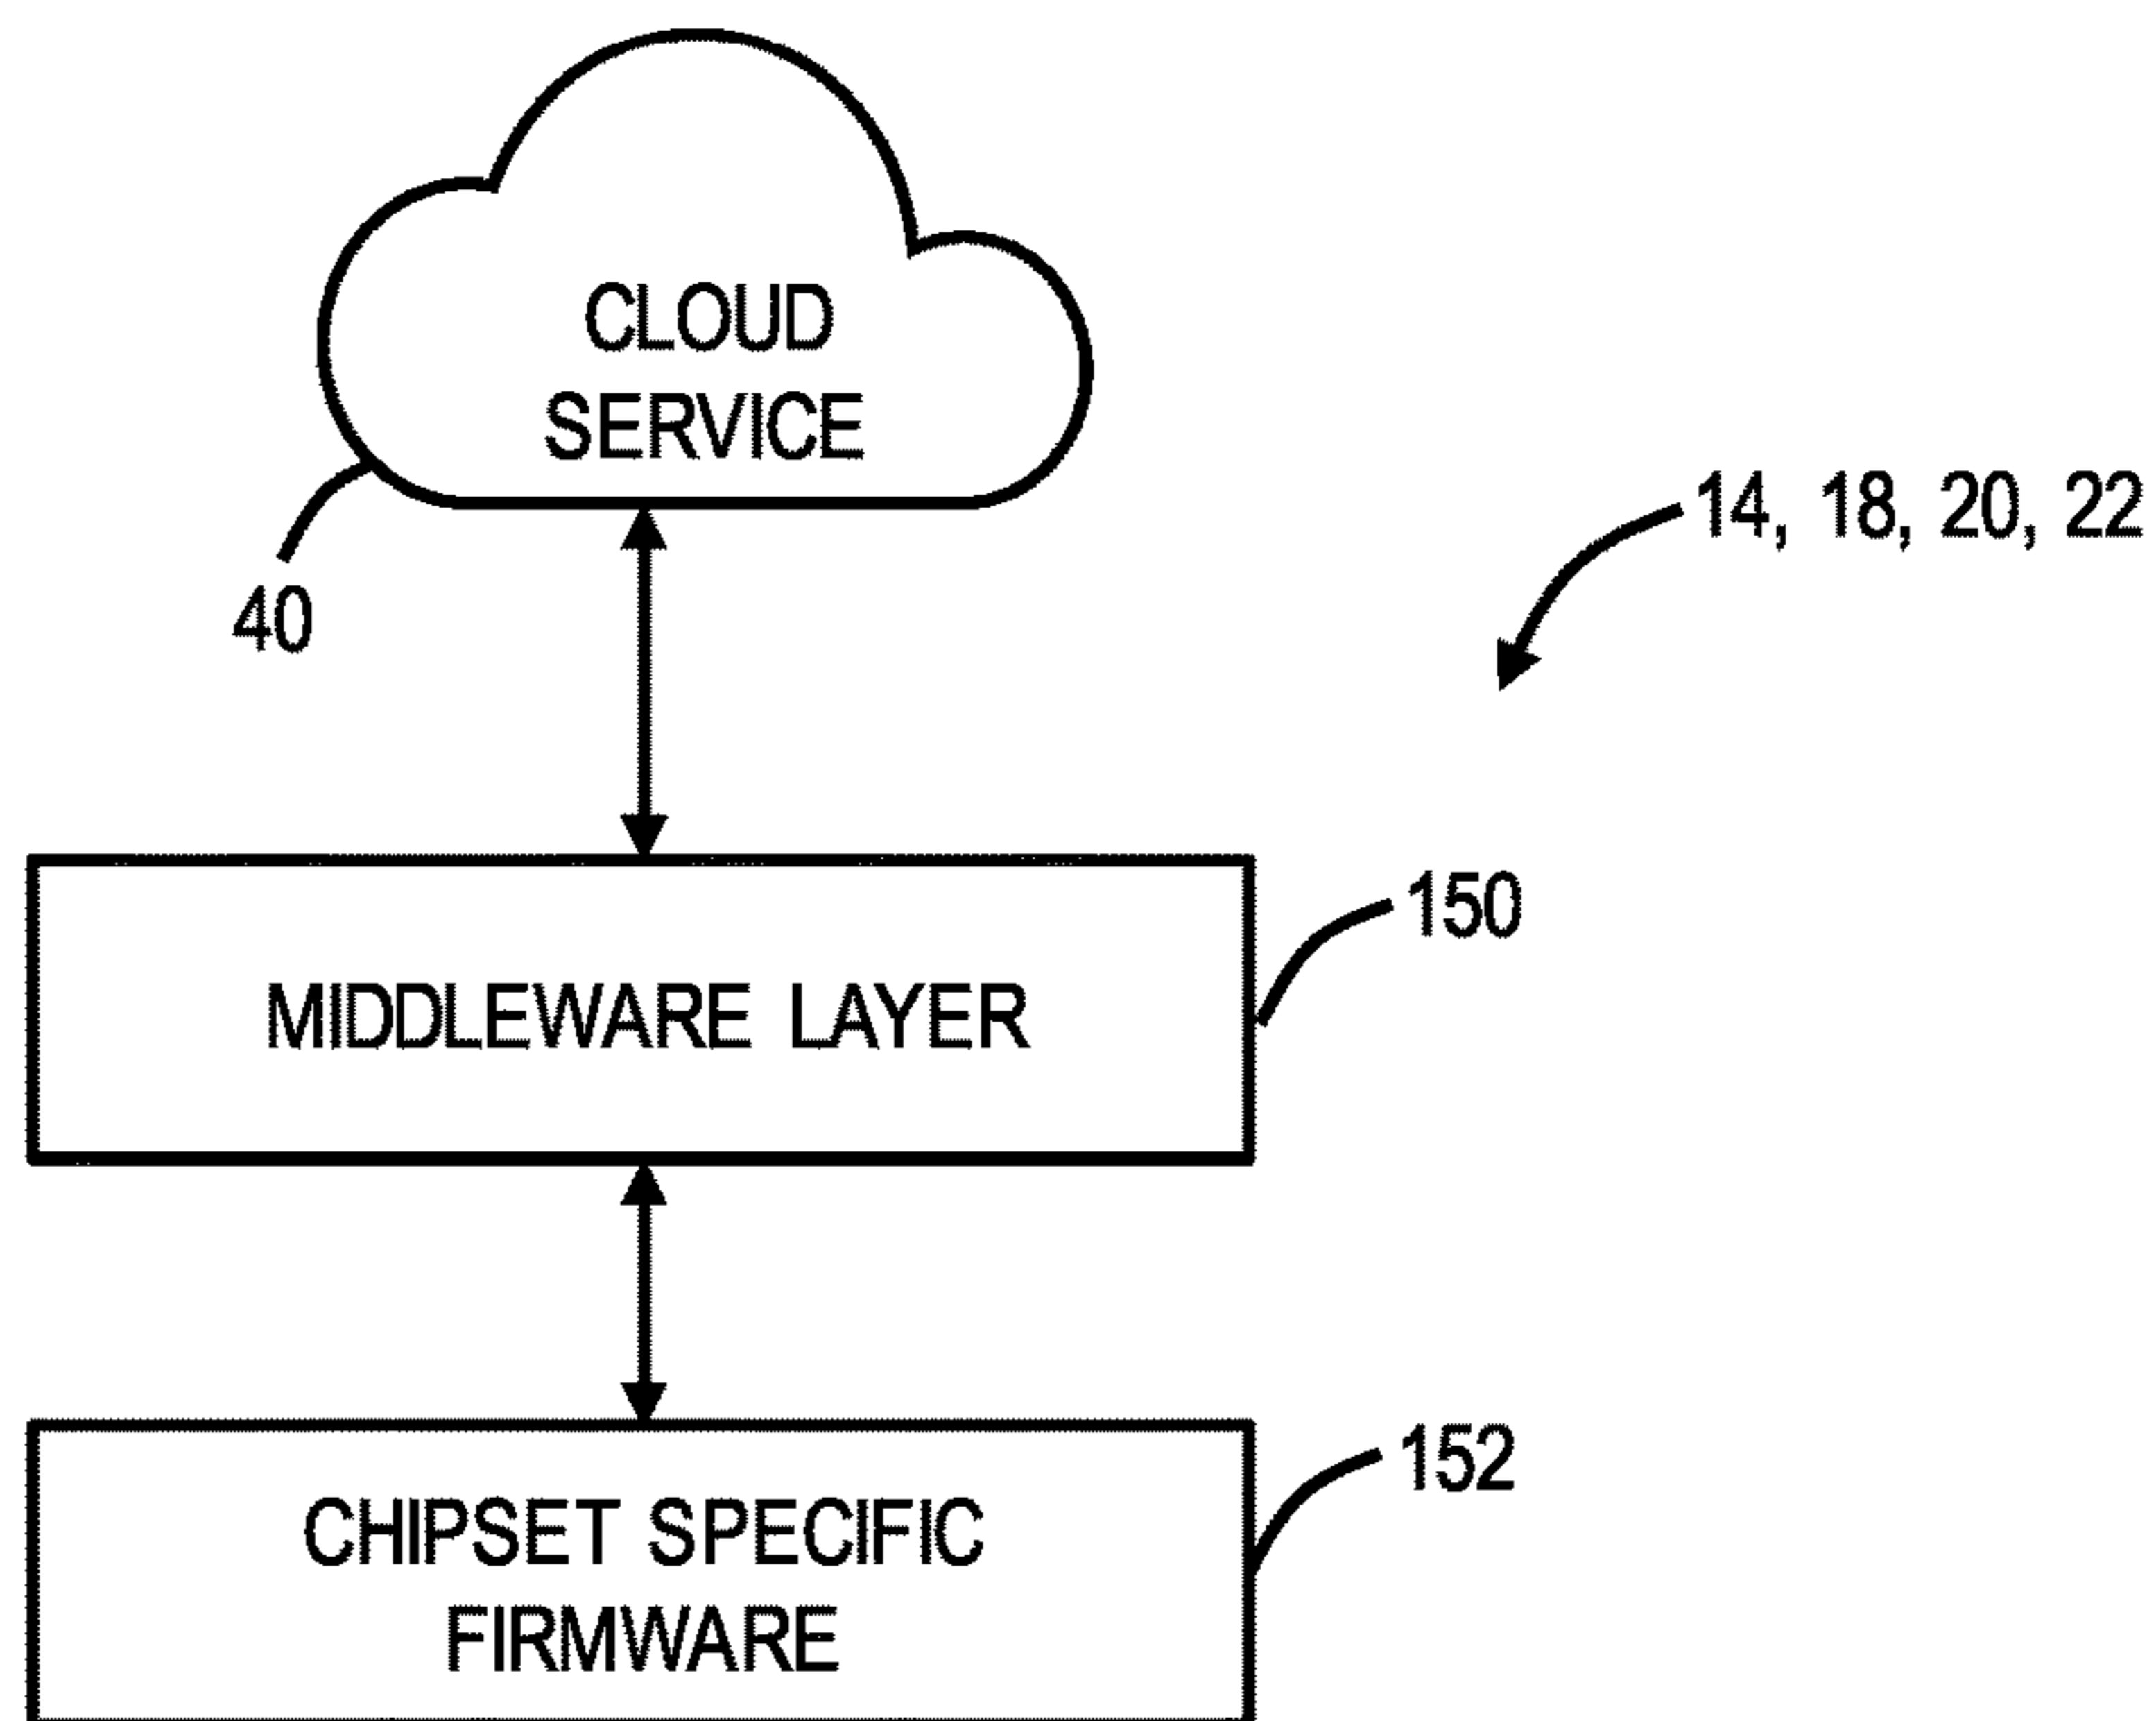 CLOUD
SERVICE
14, 18, 20, 22
40
150
MIDDLEWARE LAYER
152
CHIPSET SPECIFIC
FIRMWARE